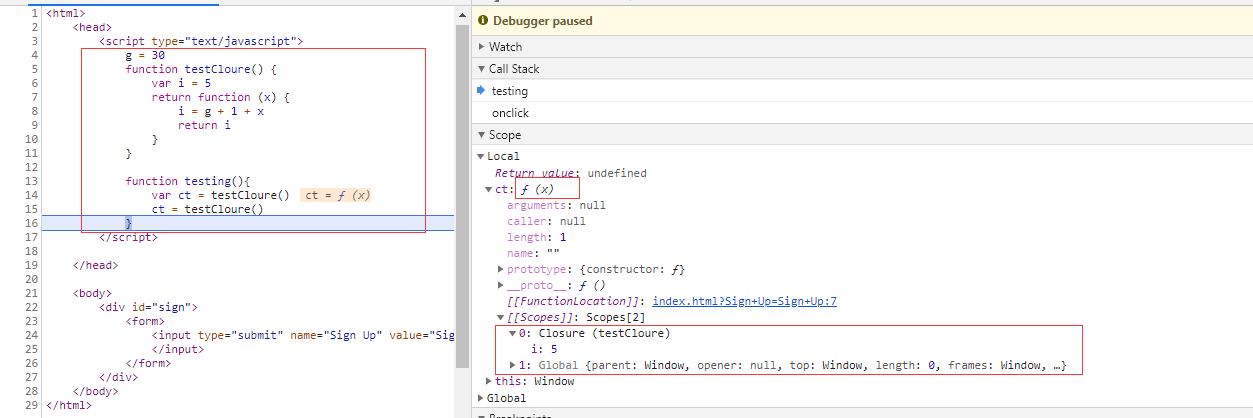 1 <html>
2 <head>
3 <script type="text/javascript">
4 g = 30
5 function testCloure() {
6 var i = 5
7 return function (x) {
8 i = g + 1 + x
9 return i
10 }
11 }
12
13 function testing(){
14 var ct = testCloure() ct = ƒ (x)
15 ct = testCloure()
16 }
17 </script>
18
19 </head>
20
21 <body>
22 <div id="sign">
23 <form>
24 <input type="submit" name="Sign Up" value="Sig
25 </input>
26 </form>
27 </div>
28 </body>
29 </html>
Debugger paused
Watch
Call Stack
testing
onclick
Scope
Local
Return value: undefined
ct: ƒ (x)
arguments: null
caller: null
length: 1
name: ""
prototype: {constructor: ƒ}
__proto__: ƒ ()
[[FunctionLocation]]: index.html?Sign+Up=Sign+Up:7
[[Scopes]]: Scopes[2]
0: Closure (testCloure)
i: 5
1: Global {parent: Window, opener: null, top: Window, length: 0, frames: Window, …}
this: Window
Global